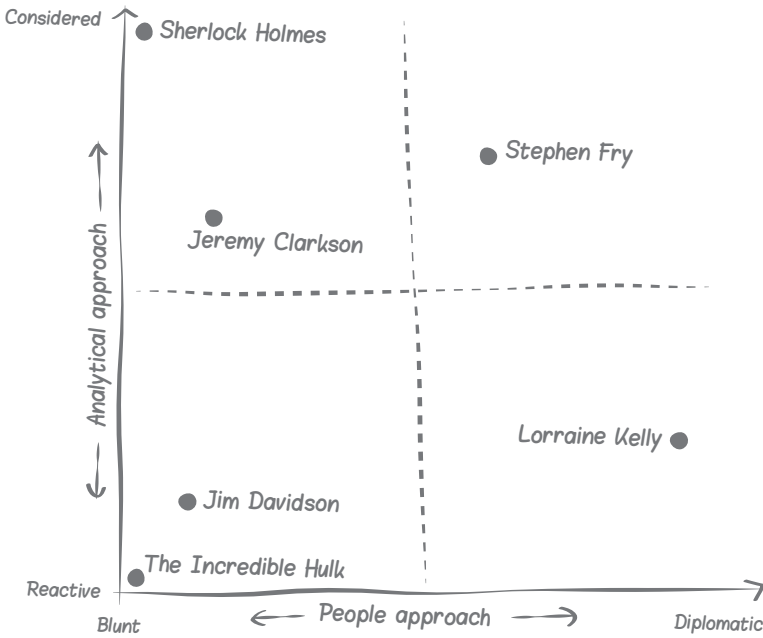 Considered
Sherlock Holmes
Stephen Fry
Jeremy Clarkson
Analytical approach
Lorraine Kelly
Jim Davidson
The Incredible Hulk
Reactive
Blunt
People approach
Diplomatic